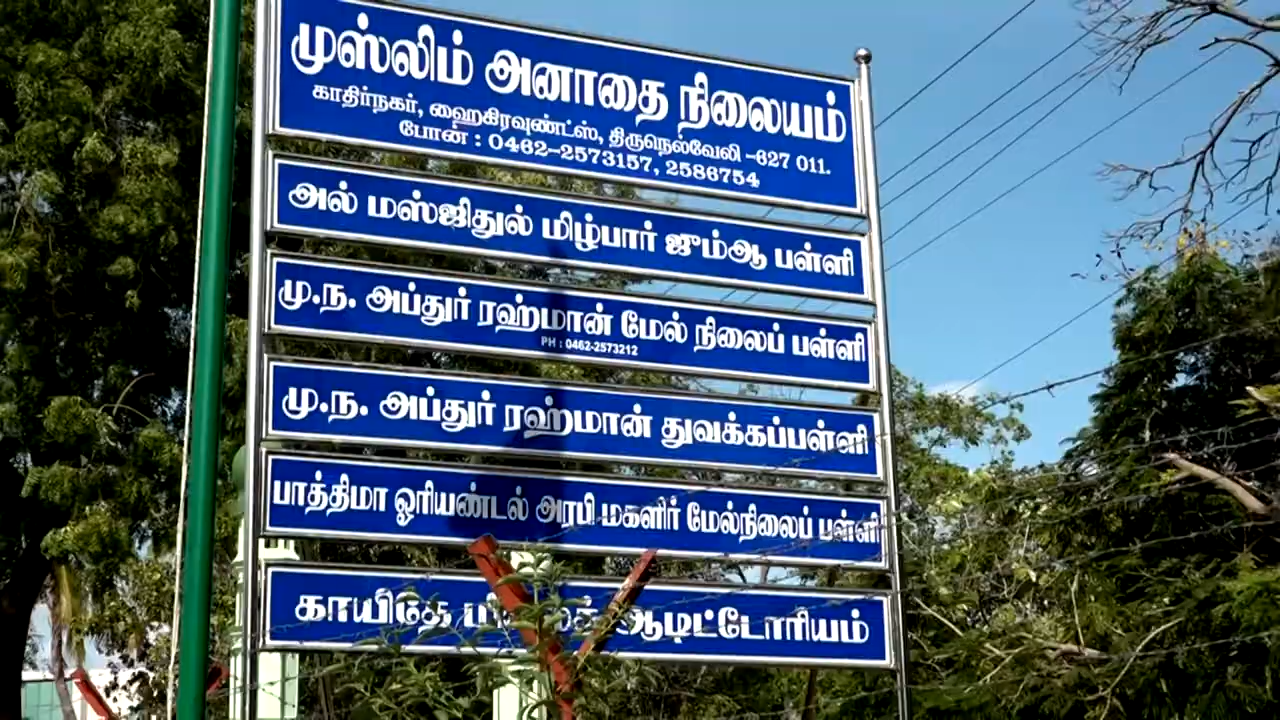 முஸ்லிம் அனாதை நிலையம்
காதிர்நகர், ஹைகிரவுண்ட்ஸ், திருநெல்வேலி -627 011.
போன் : 0462-2573157, 2586754
அல் மஸ்ஜிதுல் மிழ்பார் ஜும்ஆ பள்ளி
மு.ந. அப்துர் ரஹ்மான் மேல் நிலைப் பள்ளி
PH : 0462-2573212
மு.ந. அப்துர் ரஹ்மான் துவக்கப்பள்ளி
பாத்திமா ஓரியண்டல் அரபி மகளிர் மேல்நிலைப் பள்ளி
காயிதே ஆடிட்டோரியம்